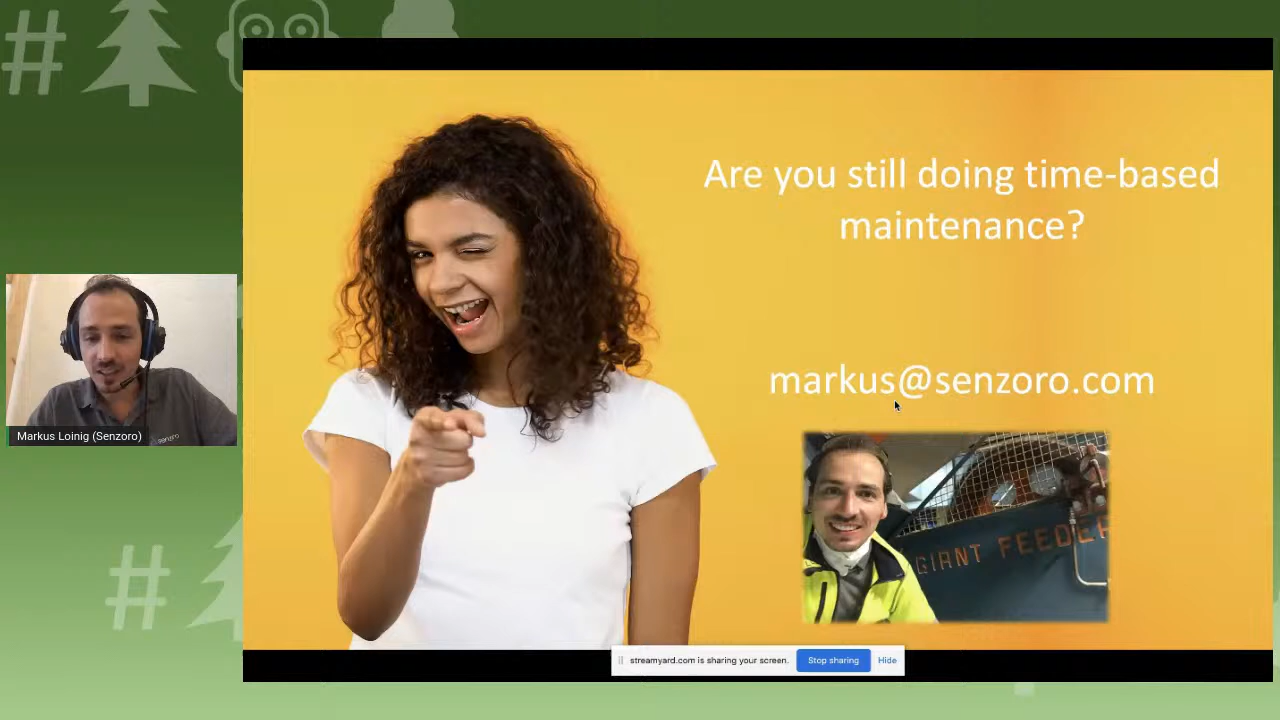 Are you still doing time-based
maintenance?
markus@senzoro.com
GIANT FEEDER
Markus Loinig (Senzoro)
senzoro
streamyard.com is sharing your screen.
Stop sharing
Hide
#
#